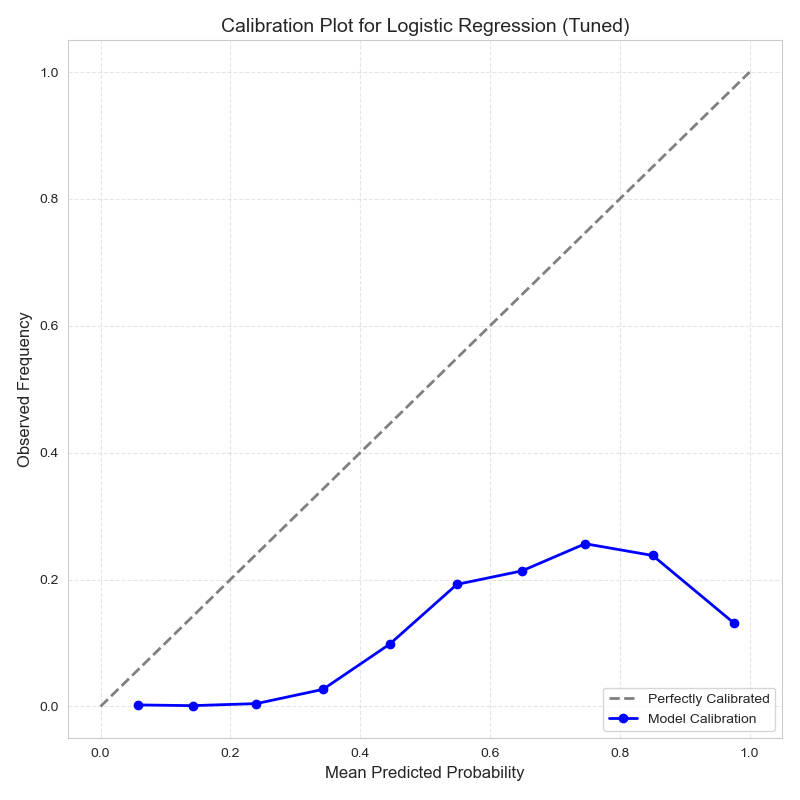 Calibration Plot for Logistic Regression (Tuned)
1.0
0.8
0.6
0.4
0.2
0.0
Observed Frequency
0.0 0.2 0.4 0.6 0.8 1.0
Mean Predicted Probability
Perfectly Calibrated
Model Calibration